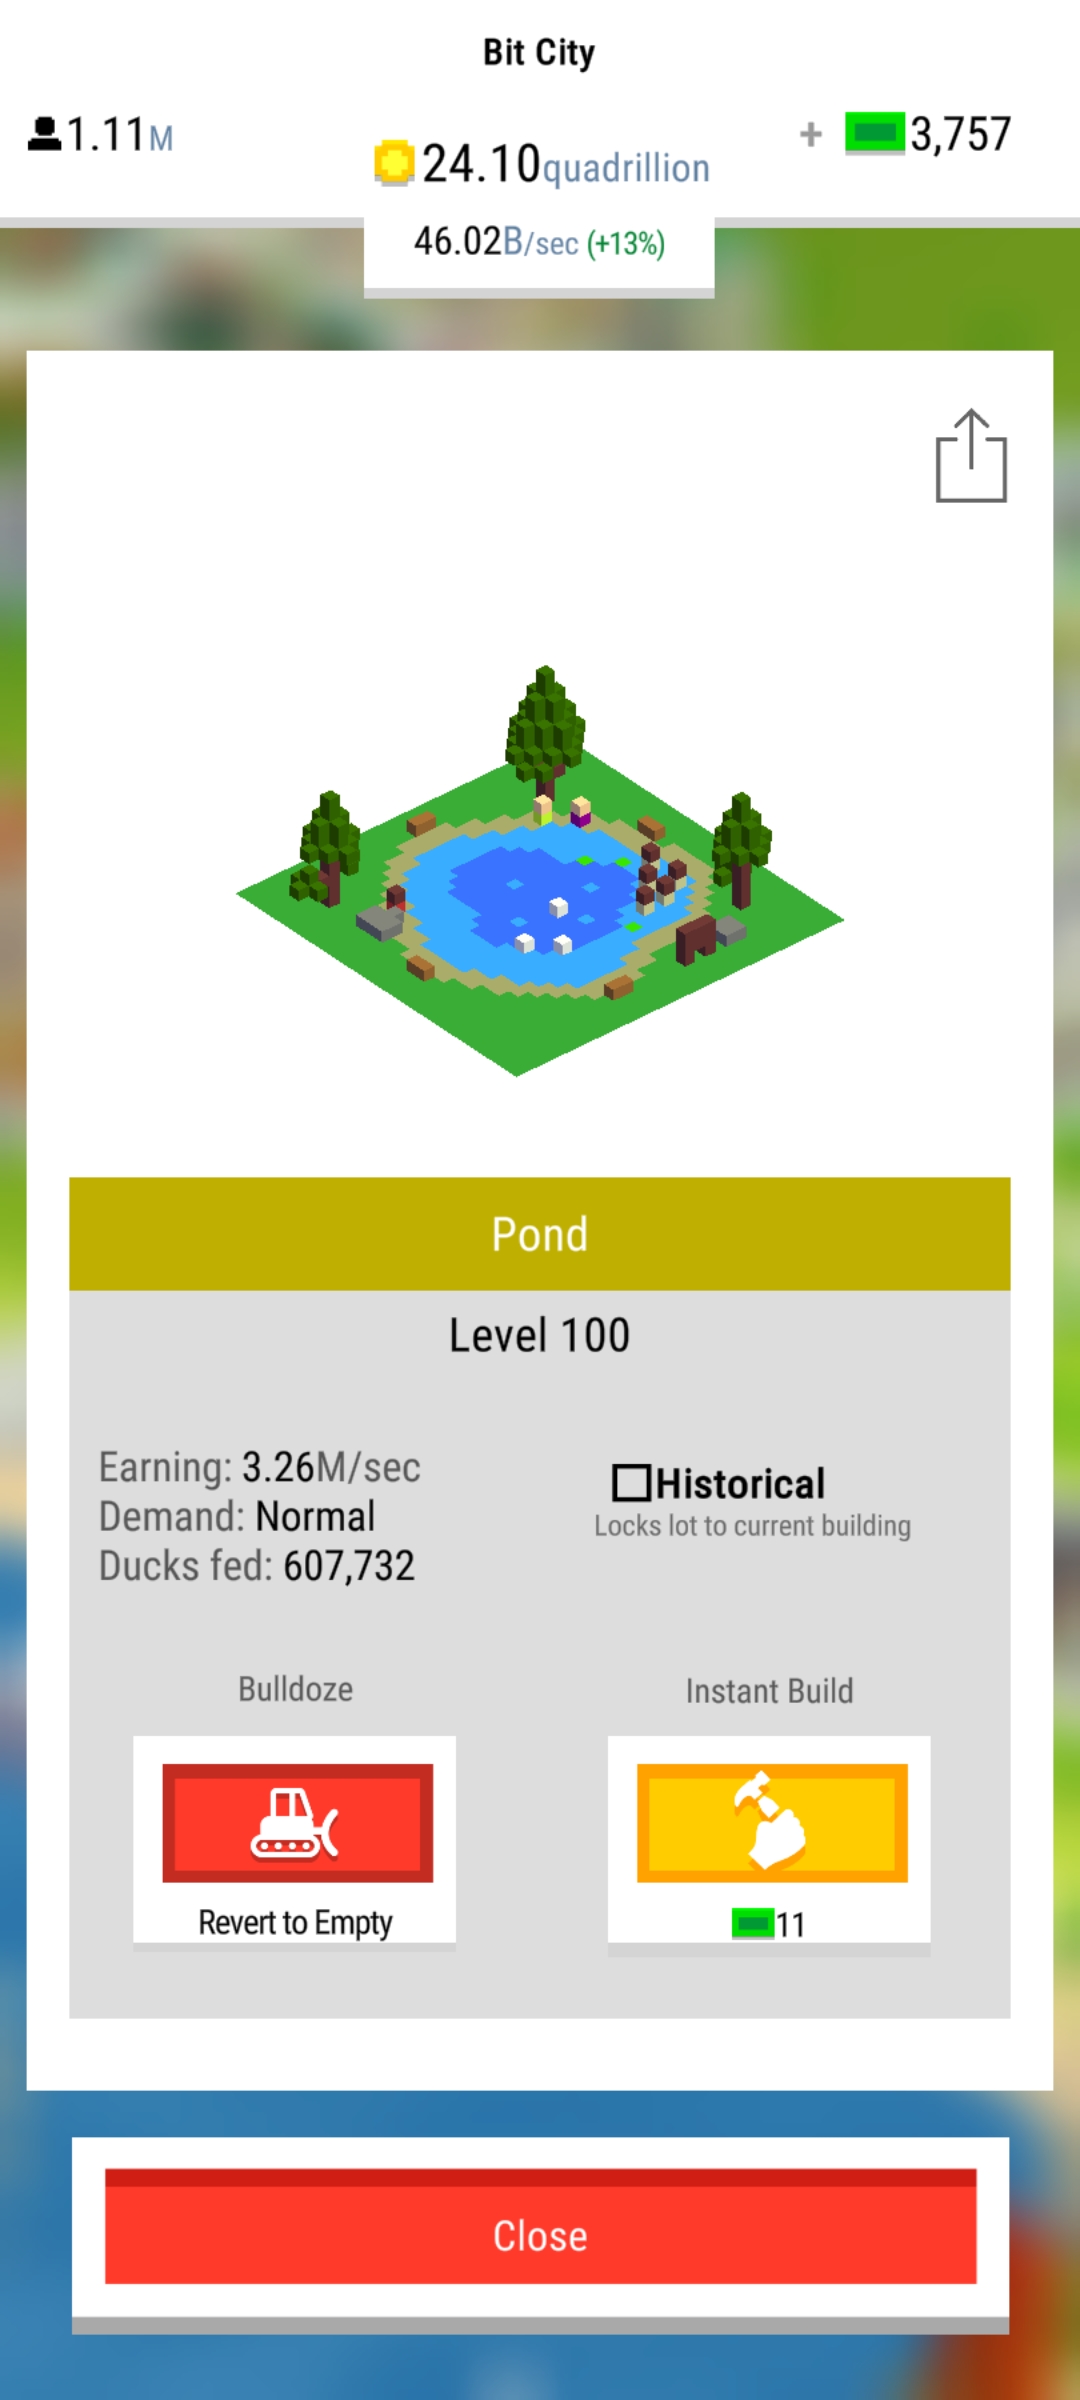 Bit City
1.11M
24.10quadrillion
+ 3,757
46.02B/sec (+13%)
Pond
Level 100
Earning: 3.26M/sec
Demand: Normal
Ducks fed: 607,732
Historical
Locks lot to current building
Bulldoze
Revert to Empty
Instant Build
11
Close